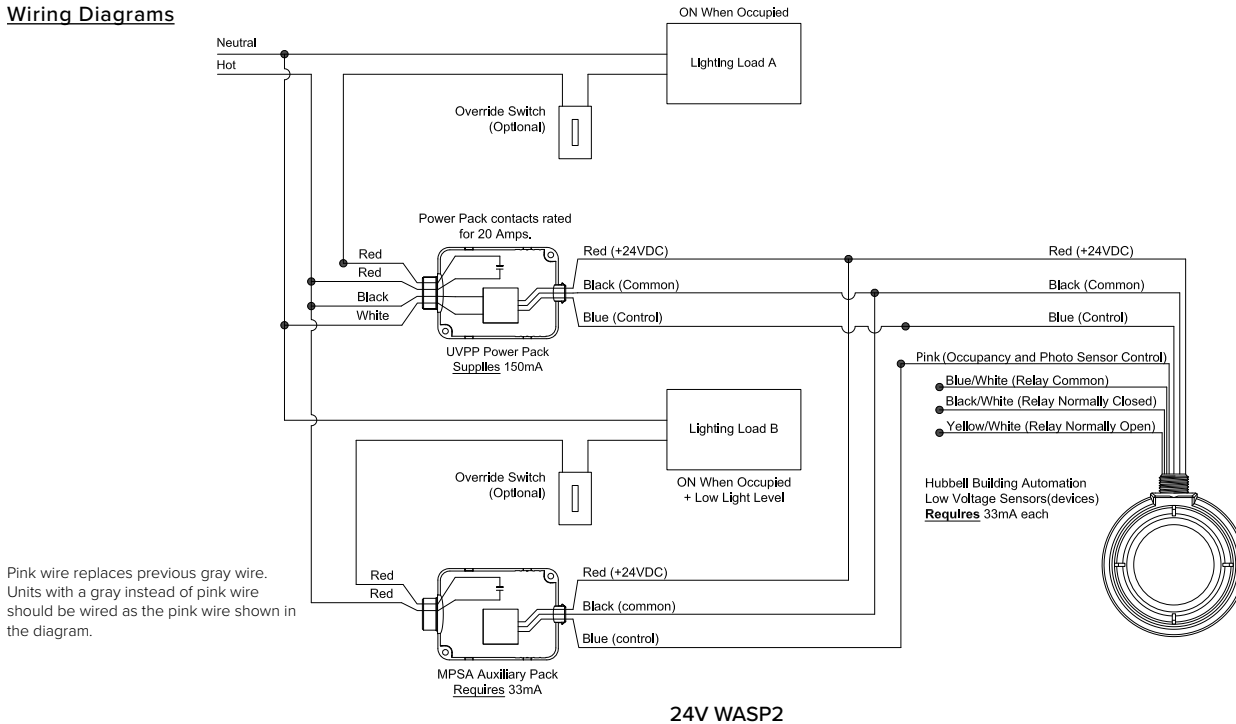 Wiring Diagrams
ON When Occupied
Neutral
Hot
Lighting Load A
Override Switch
(Optional)
Power Pack contacts rated
for 20 Amps.
Red
Red
Black
White
Red (+24VDC)
Black (Common)
Blue (Control)
Red (+24VDC)
Black (Common)
Blue (Control)
UVPP Power Pack
Supplies 150mA
Pink (Occupancy and Photo Sensor Control)
Blue/White (Relay Common)
Black/White (Relay Normally Closed)
Yellow/White (Relay Normally Open)
Lighting Load B
Override Switch
(Optional)
ON When Occupied
+ Low Light Level
Hubbell Building Automation
Low Voltage Sensors(devices)
Requires 33mA each
Pink wire replaces previous gray wire.
Units with a gray instead of pink wire
should be wired as the pink wire shown in
the diagram.
Red
Red
Red (+24VDC)
Black (common)
Blue (control)
MPSA Auxiliary Pack
Requires 33mA
24V WASP2